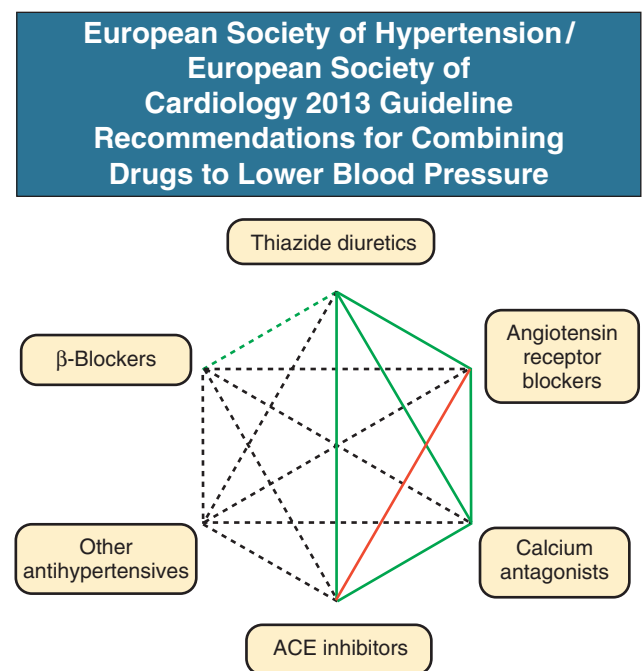 European Society of Hypertension/
European Society of
Cardiology 2013 Guideline
Recommendations for Combining
Drugs to Lower Blood Pressure
Thiazide diuretics
β-Blockers
Angiotensin
receptor
blockers
Other
antihypertensives
Calcium
antagonists
ACE inhibitors